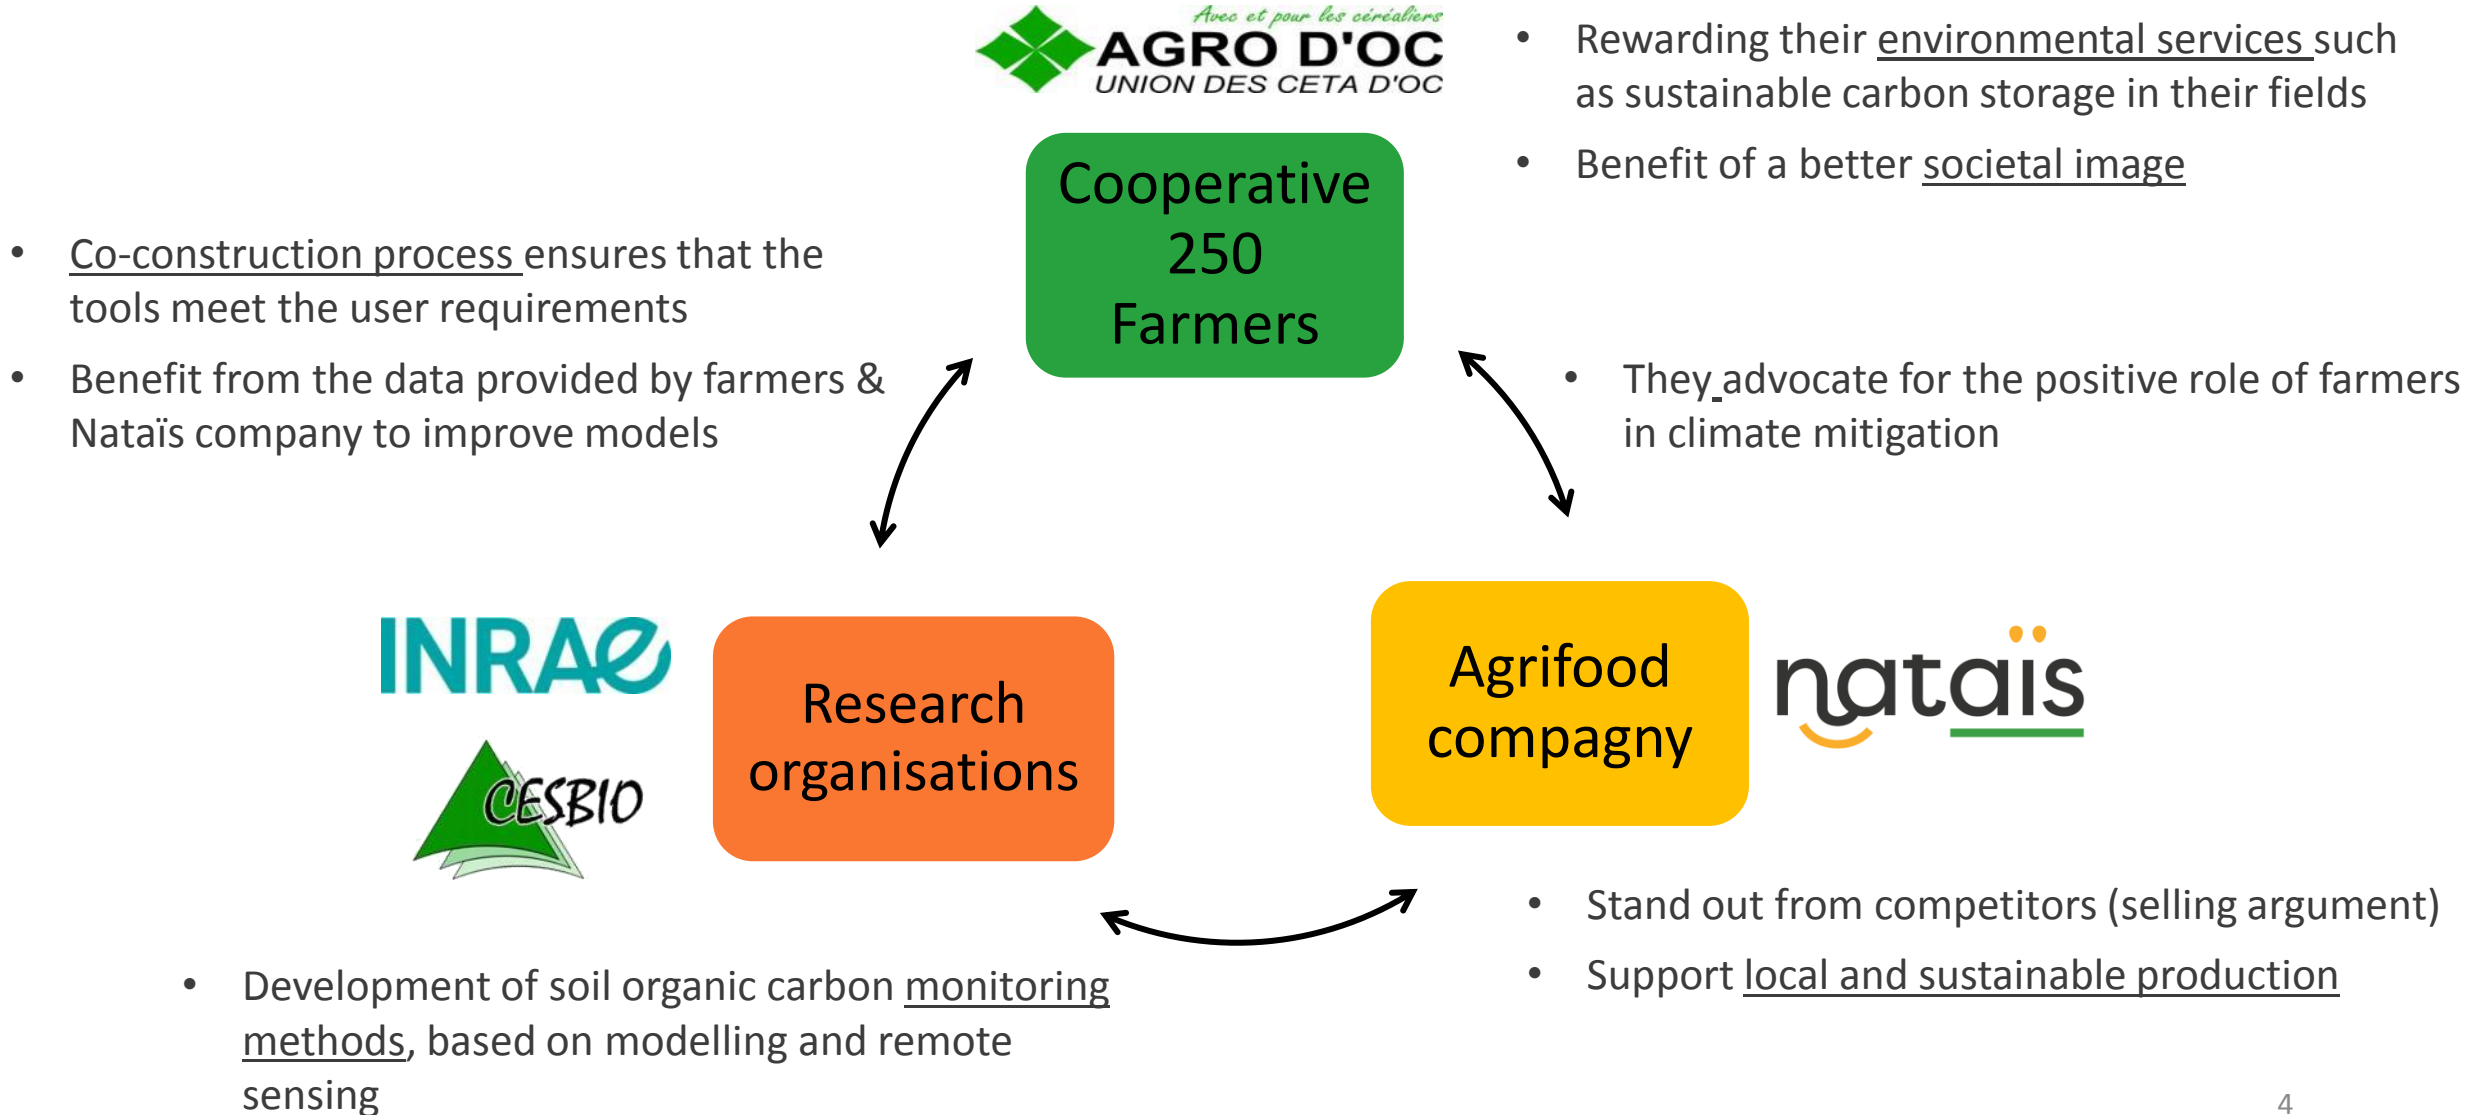 Avec et pour les céréaliers
AGRO D'OC
UNION DES CETA D'OC
• Rewarding their environmental services such
as sustainable carbon storage in their fields
• Benefit of a better societal image
Cooperative
250
Farmers
• Co-construction process ensures that the
tools meet the user requirements
• Benefit from the data provided by farmers &
Nataïs company to improve models
• They advocate for the positive role of farmers
in climate mitigation
INRAE
CESBIO
Research
organisations
Agrifood
compagny
nataïs
• Stand out from competitors (selling argument)
• Support local and sustainable production
• Development of soil organic carbon monitoring
methods, based on modelling and remote
sensing
4